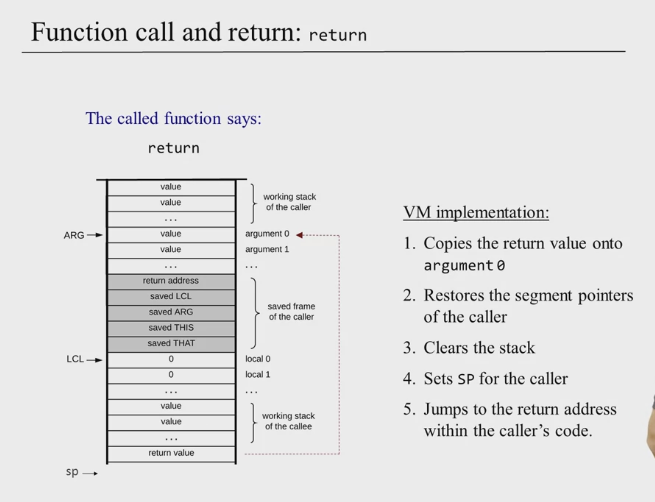 Function call and return: return
The called function says:
return
value
value
...
value
value
...
return address
saved LCL
saved ARG
saved THIS
saved THAT
0
0
...
value
value
...
return value
ARG
LCL
sp
working stack
of the caller
argument 0
argument 1
...
saved frame
of the caller
local 0
local 1
...
working stack
of the callee
VM implementation:
1. Copies the return value onto
argument 0
2. Restores the segment pointers
of the caller
3. Clears the stack
4. Sets SP for the caller
5. Jumps to the return address
within the caller’s code.